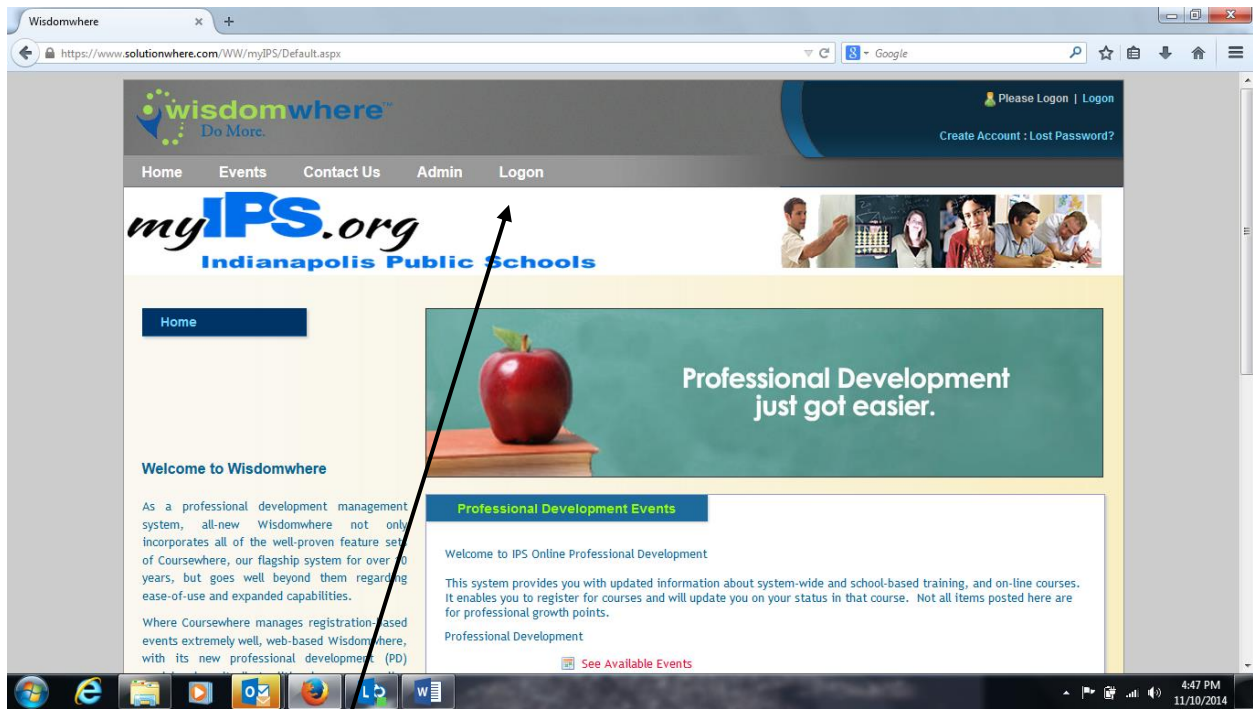 Wisdomwhere
https://www.solutionwhere.com/WW/myIPS/Default.aspx
Google
wisdomwhere™
Do More.
Please Logon | Logon
Create Account : Lost Password?
Home Events Contact Us Admin Logon
myIPS.org
Indianapolis Public Schools
Home
Professional Development
just got easier.
Welcome to Wisdomwhere
As a professional development management
system, all-new Wisdomwhere not only
incorporates all of the well-proven feature sets
of Coursewhere, our flagship system for over
years, but goes well beyond them regarding
ease-of-use and expanded capabilities.
Where Coursewhere manages registration-based
events extremely well, web-based Wisdomwhere,
with its new professional development (PD)
Professional Development Events
Welcome to IPS Online Professional Development
This system provides you with updated information about system-wide and school-based training, and on-line courses.
It enables you to register for courses and will update you on your status in that course. Not all items posted here are
for professional growth points.
Professional Development
See Available Events
4:47 PM
11/10/2014